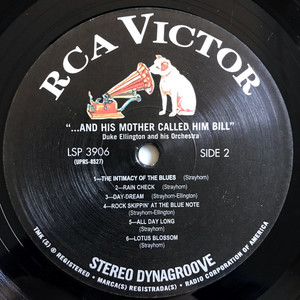 RCA VICTOR
"...AND HIS MOTHER CALLED HIM BILL"
Duke Ellington and his Orchestra
LSP 3906
(UPRS-8527)
SIDE 2
1—THE INTIMACY OF THE BLUES (Strayhorn)
2—RAIN CHECK (Strayhorn)
3—DAY-DREAM (Strayhorn-Ellington)
4—ROCK SKIPPIN' AT THE BLUE NOTE
(Strayhorn-Ellington)
5—ALL DAY LONG
(Strayhorn)
6—LOTUS BLOSSOM
(Strayhorn)
STEREO DYNAGROOVE
TMK(S) ® REGISTERED • MARCA(S) REGISTRADA(S) • RADIO CORPORATION OF AMERICA